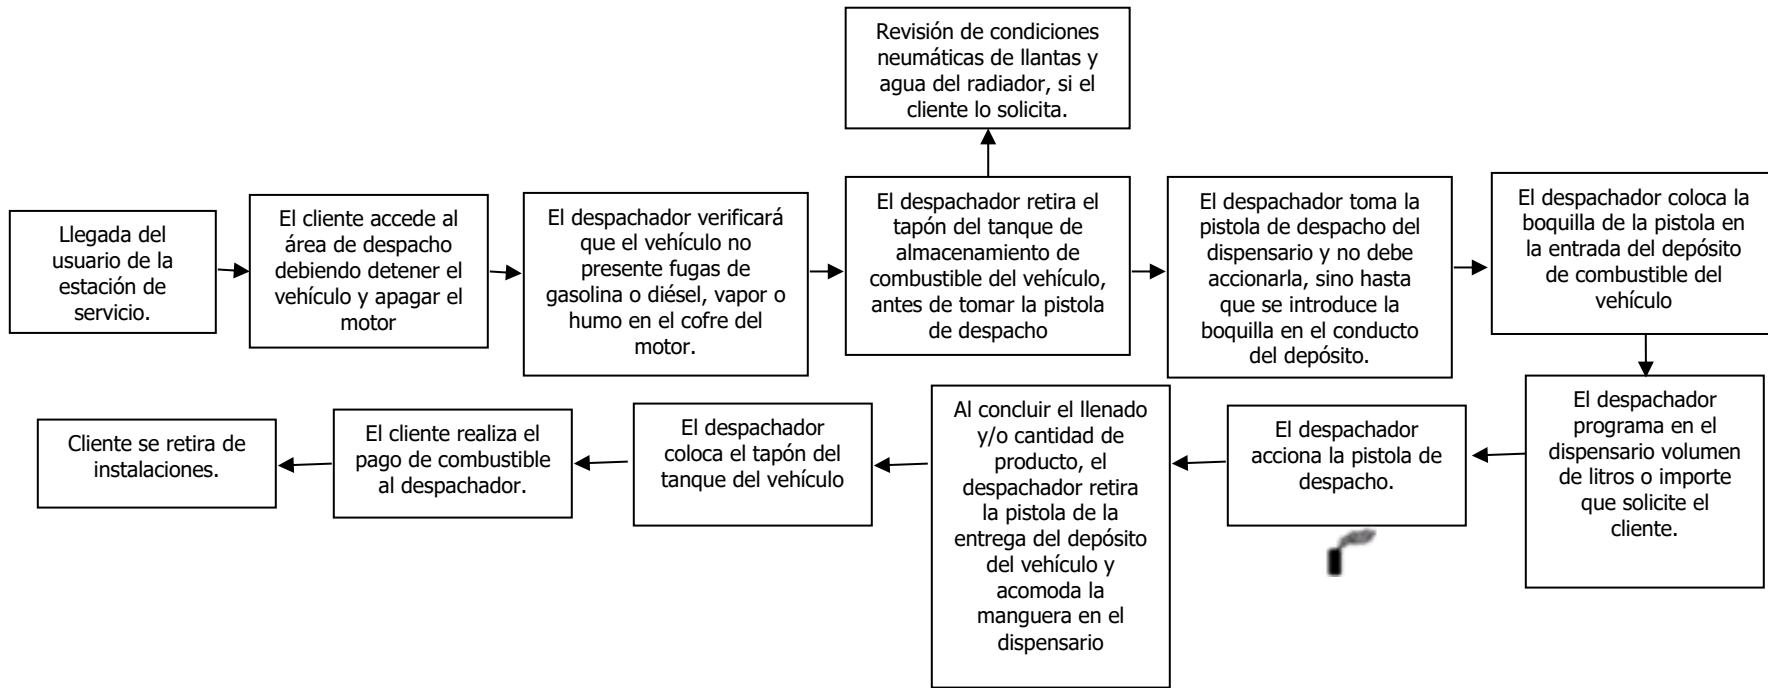 Revisión de condiciones
neumáticas de llantas y
agua del radiador, si el
cliente lo solicita.
Llegada del
usuario de la
estación de
servicio.
El cliente accede al
área de despacho
debiendo detener el
vehículo y apagar el
motor
El despachador verificará
que el vehículo no
presente fugas de
gasolina o diésel, vapor o
humo en el cofre del
motor.
El despachador retira el
tapón del tanque de
almacenamiento de
combustible del vehículo,
antes de tomar la pistola
de despacho
El despachador toma la
pistola de despacho del
dispensario y no debe
accionarla, sino hasta
que se introduce la
boquilla en el conducto
del depósito.
El despachador coloca la
boquilla de la pistola en
la entrada del depósito
de combustible del
vehículo
El despachador
programa en el
dispensario volumen
de litros o importe
que solicite el
cliente.
El despachador
acciona la pistola de
despacho.
Al concluir el llenado
y/o cantidad de
producto, el
despachador retira
la pistola de la
entrega del depósito
del vehículo y
acomoda la
manguera en el
dispensario
El despachador
coloca el tapón del
tanque del vehículo
El cliente realiza el
pago de combustible
al despachador.
Cliente se retira de
instalaciones.